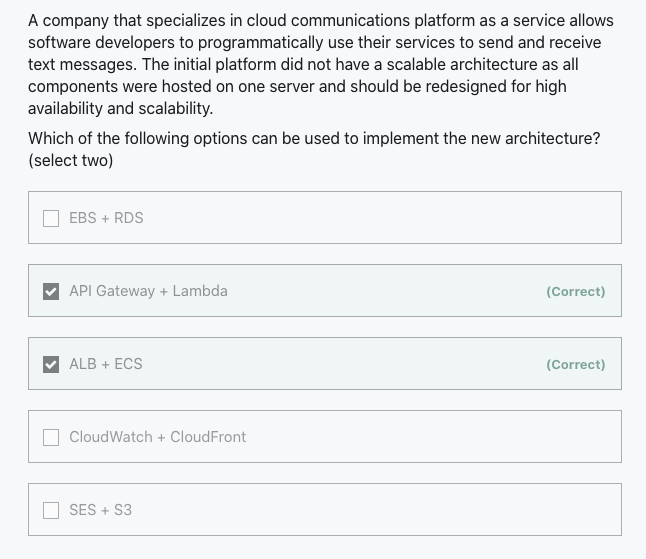 A company that specializes in cloud communications platform as a service allows
software developers to programmatically use their services to send and receive
text messages. The initial platform did not have a scalable architecture as all
components were hosted on one server and should be redesigned for high
availability and scalability.
Which of the following options can be used to implement the new architecture?
(select two)
EBS + RDS
API Gateway + Lambda (Correct)
ALB + ECS (Correct)
CloudWatch + CloudFront
SES + S3